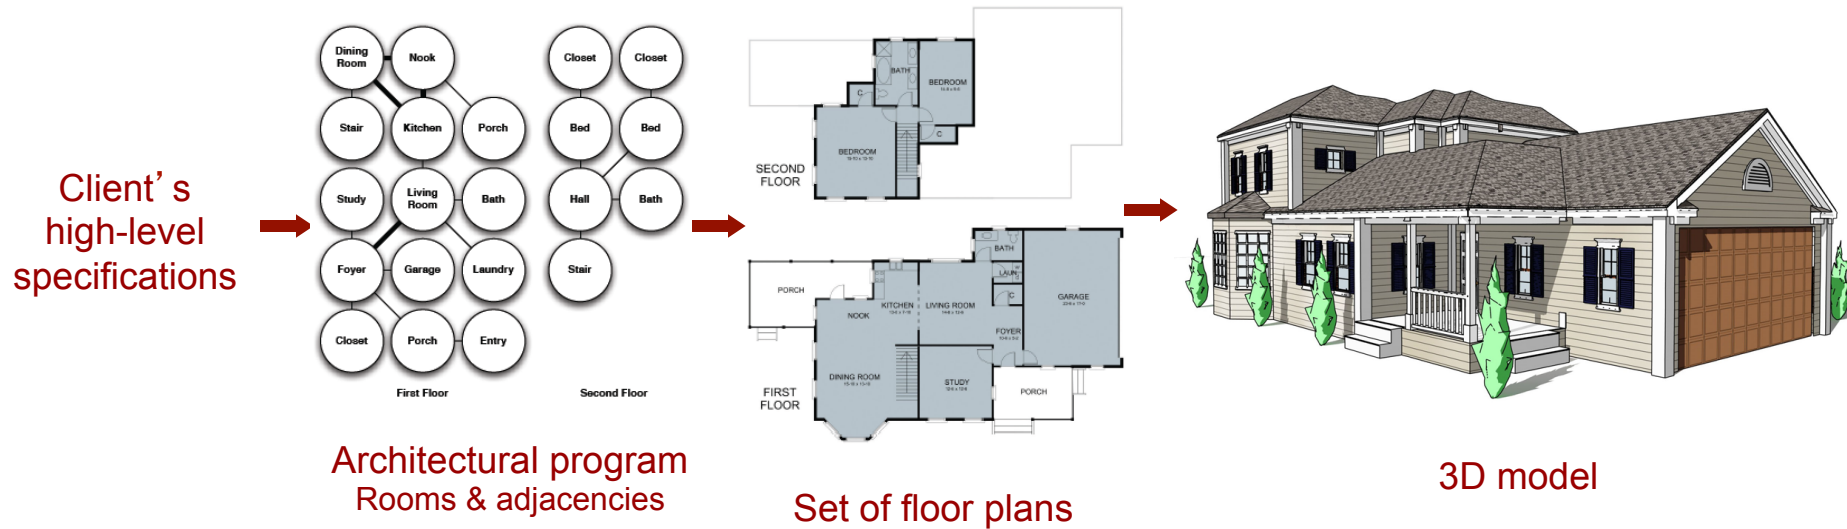 Client's
high-level
specifications
Dining
Room
Nook
Stair
Kitchen
Porch
Study
Living
Room
Bath
Foyer
Garage
Laundry
Closet
Porch
Entry
First Floor
Closet
Closet
Bed
Bed
Hall
Bath
Stair
Second Floor
Architectural program
Rooms & adjacencies
BATH
BEDROOM
C
BEDROOM
C
SECOND
FLOOR
BATH
LAUN
PORCH
KITCHEN
LIVING ROOM
C
GARAGE
NOOK
FOYER
DINING ROOM
STUDY
PORCH
FIRST
FLOOR
Set of floor plans
3D model